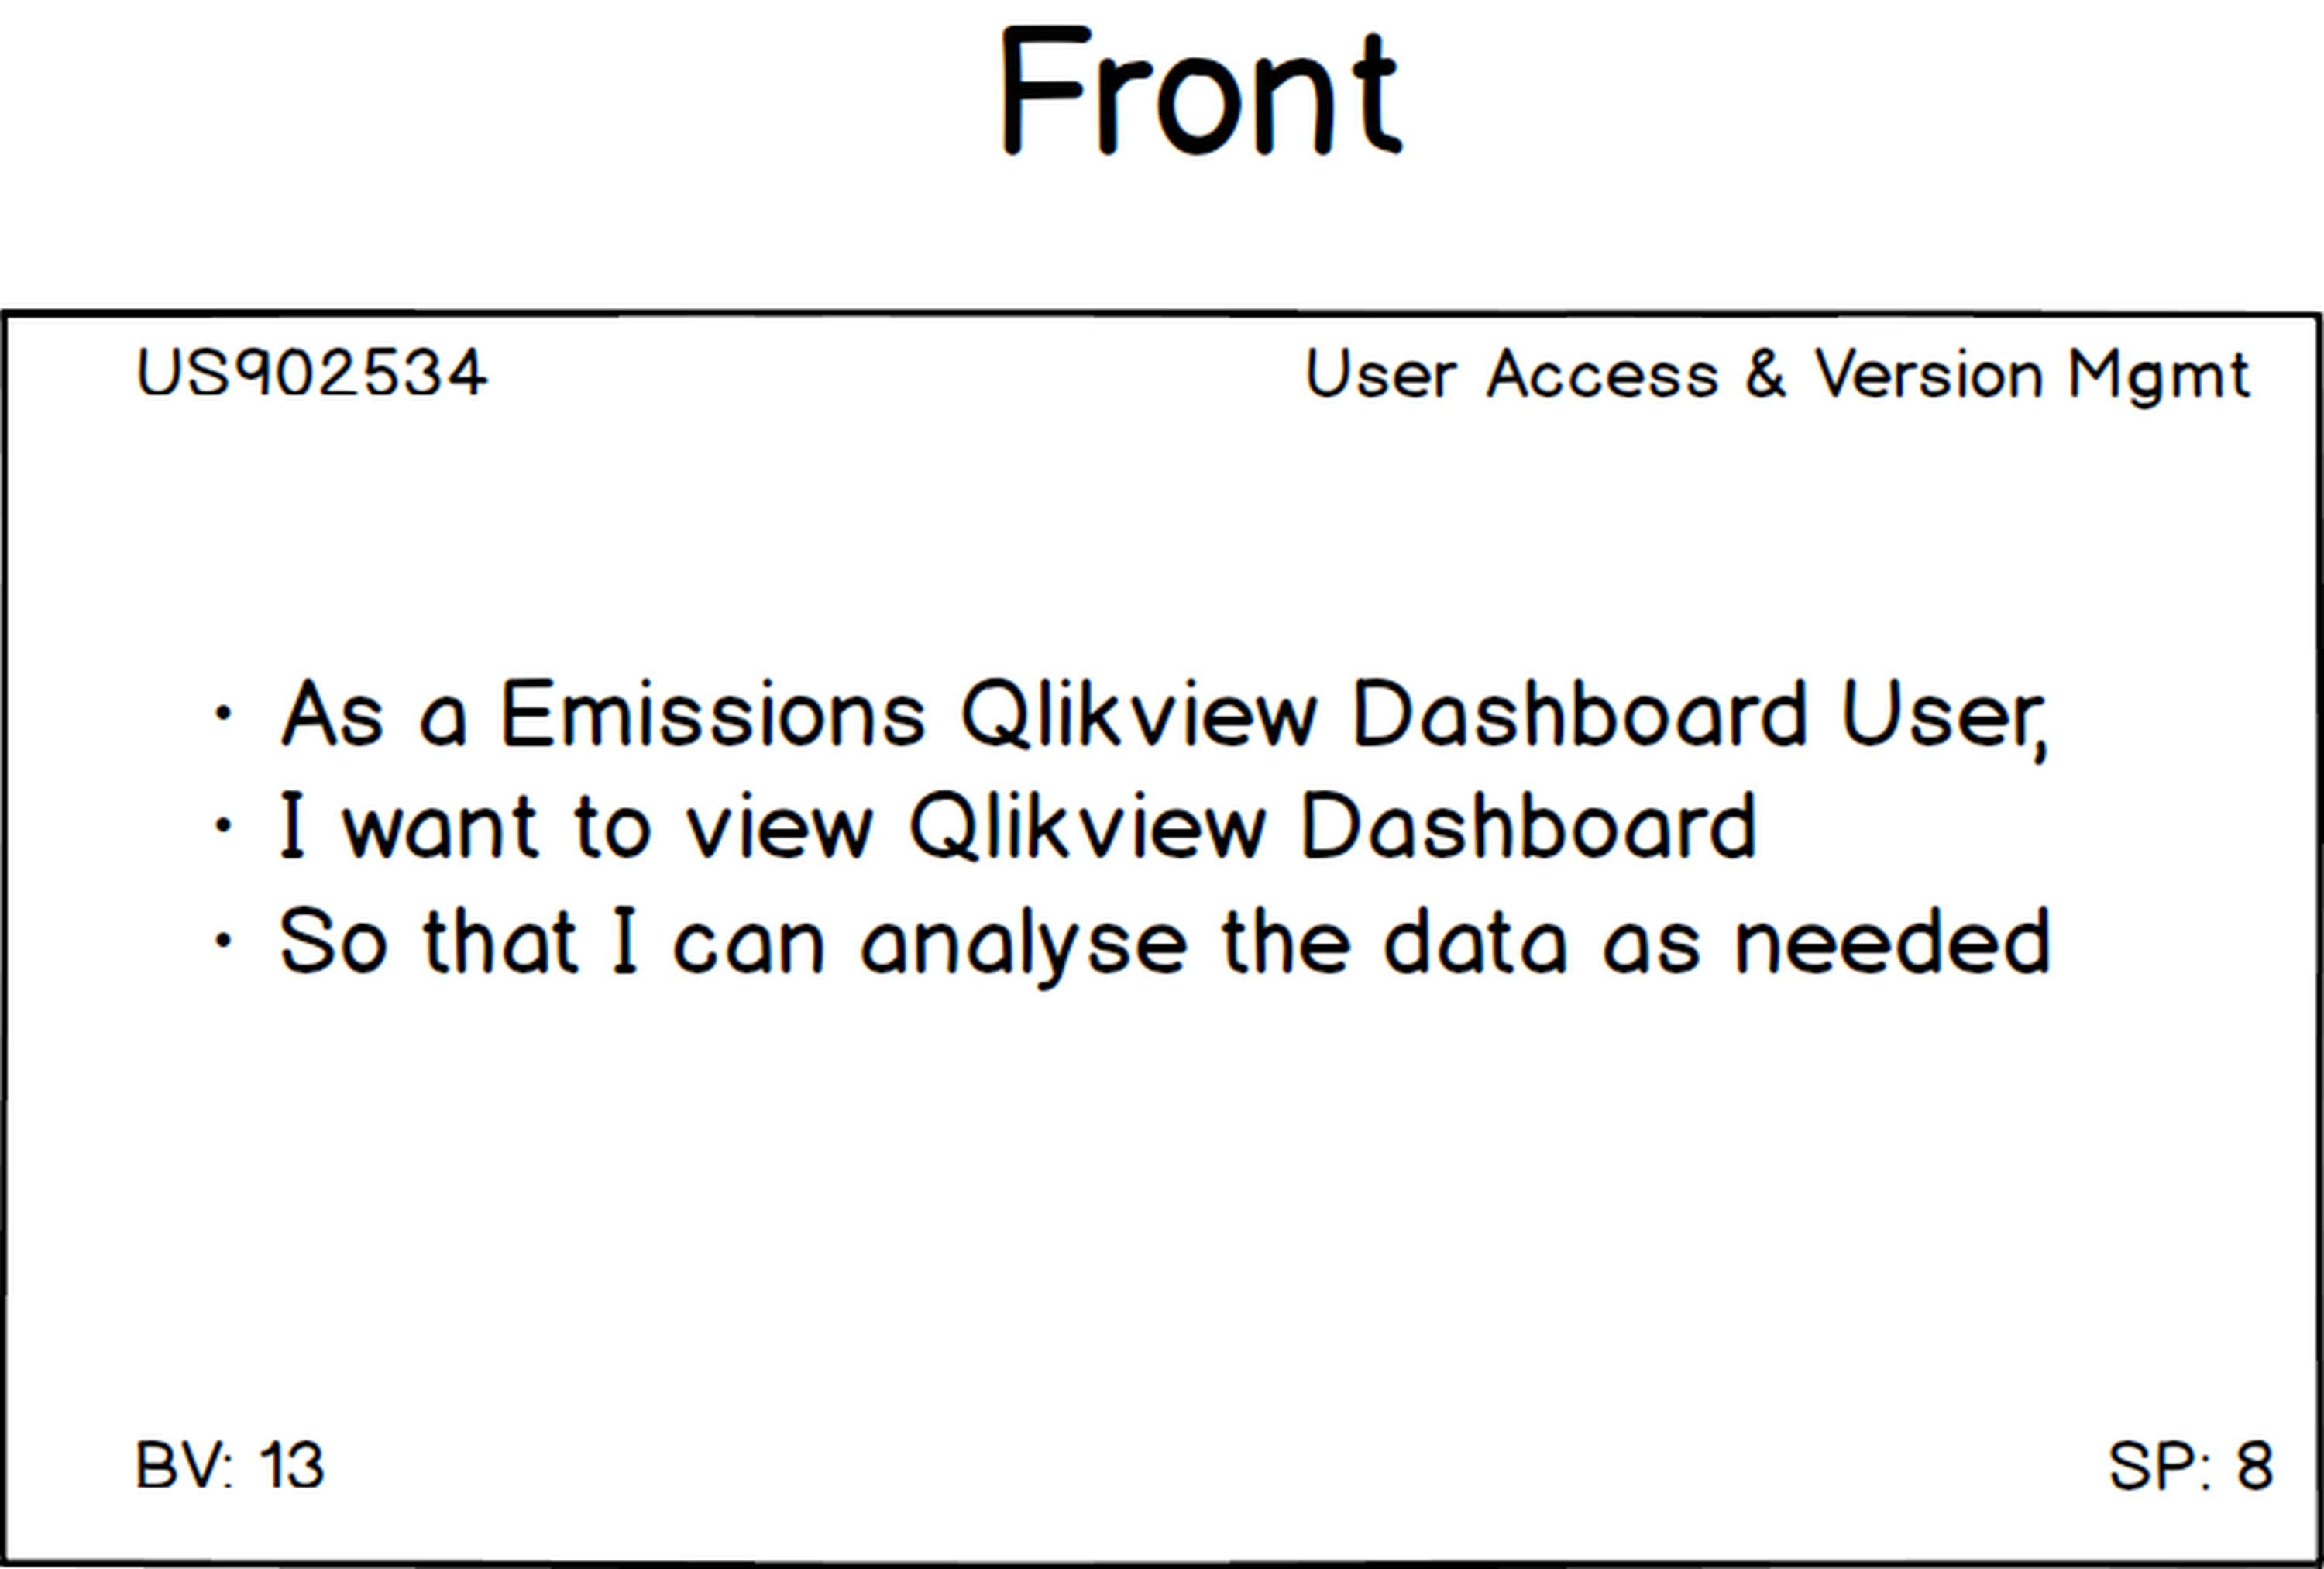 Front
US902534 User Access & Version Mgmt
• As a Emissions Qlikview Dashboard User,
• I want to view Qlikview Dashboard
• So that I can analyse the data as needed
BV: 13 SP: 8